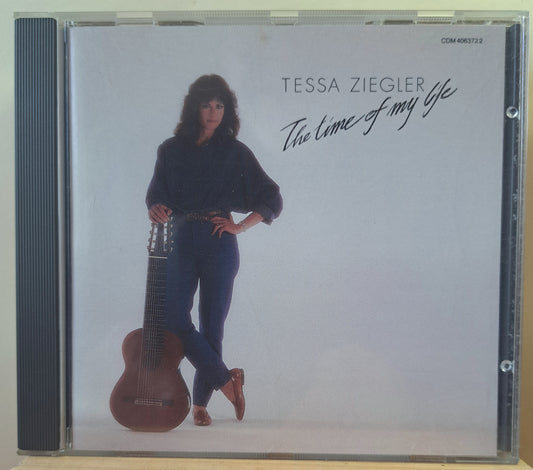 CDM 4063722
TESSA ZIEGLER
The time of my life